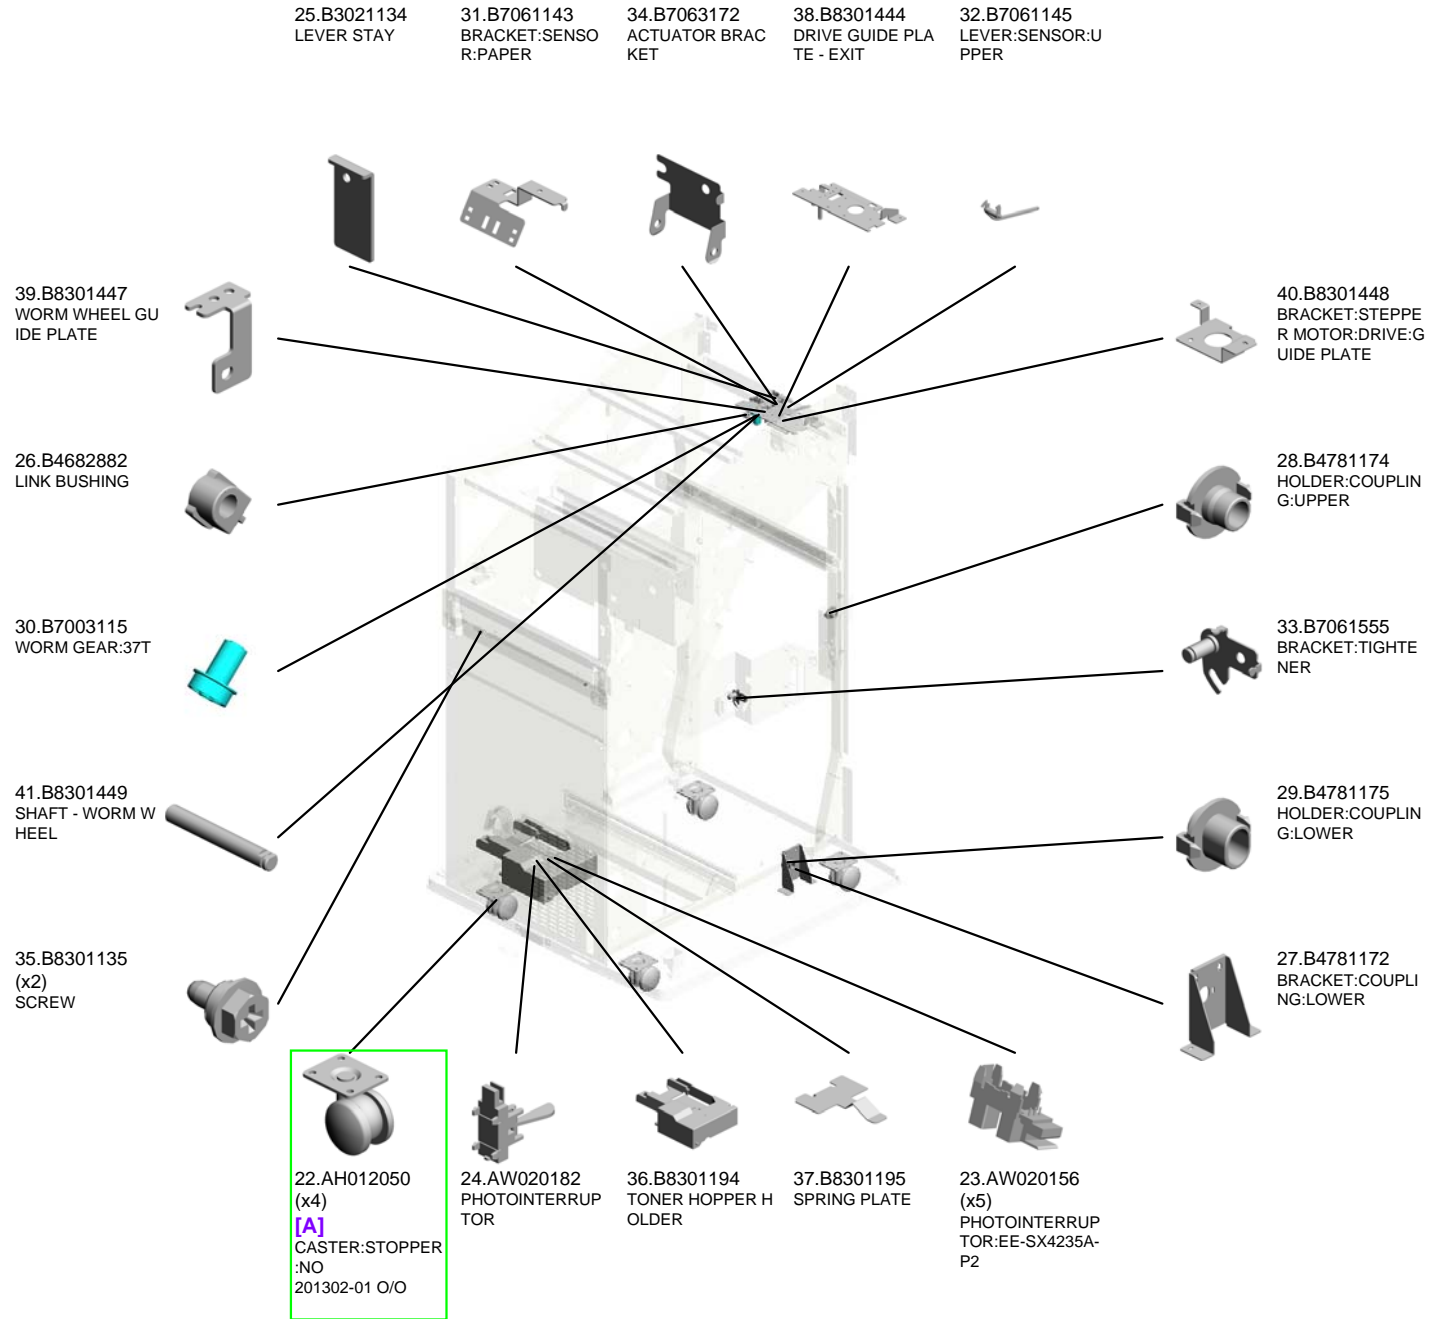 25.B3021134
LEVER STAY
31.B7061143
BRACKET:SENSO
R:PAPER
34.B7063172
ACTUATOR BRAC
KET
38.B8301444
DRIVE GUIDE PLA
TE - EXIT
32.B7061145
LEVER:SENSOR:U
PPER
39.B8301447
WORM WHEEL GU
IDE PLATE
40.B8301448
BRACKET:STEPPE
R MOTOR:DRIVE:G
UIDE PLATE
26.B4682882
LINK BUSHING
28.B4781174
HOLDER:COUPLIN
G:UPPER
30.B7003115
WORM GEAR:37T
33.B7061555
BRACKET:TIGHTE
NER
41.B8301449
SHAFT - WORM W
HEEL
29.B4781175
HOLDER:COUPLIN
G:LOWER
35.B8301135
(x2)
SCREW
27.B4781172
BRACKET:COUPLI
NG:LOWER
22.AH012050
(x4)
[A]
CASTER:STOPPER
:NO
201302-01 O/O
24.AW020182
PHOTOINTERRUP
TOR
36.B8301194
TONER HOPPER H
OLDER
37.B8301195
SPRING PLATE
23.AW020156
(x5)
PHOTOINTERRUP
TOR:EE-SX4235A-
P2